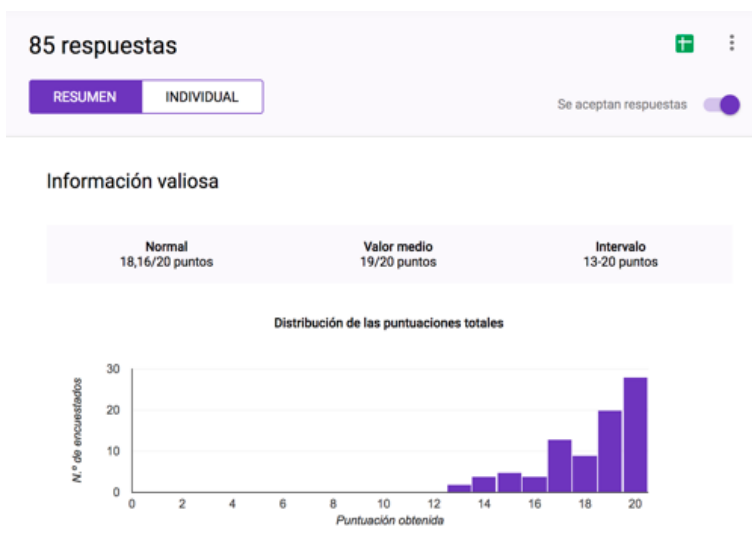 85 respuestas
RESUMEN INDIVIDUAL
Se aceptan respuestas
Información valiosa
Normal Valor medio Intervalo
18,16/20 puntos 19/20 puntos 13-20 puntos
Distribución de las puntuaciones totales
30
20
10
0
N.º de encuestados
0 2 4 6 8 10 12 14 16 18 20
Puntuación obtenida